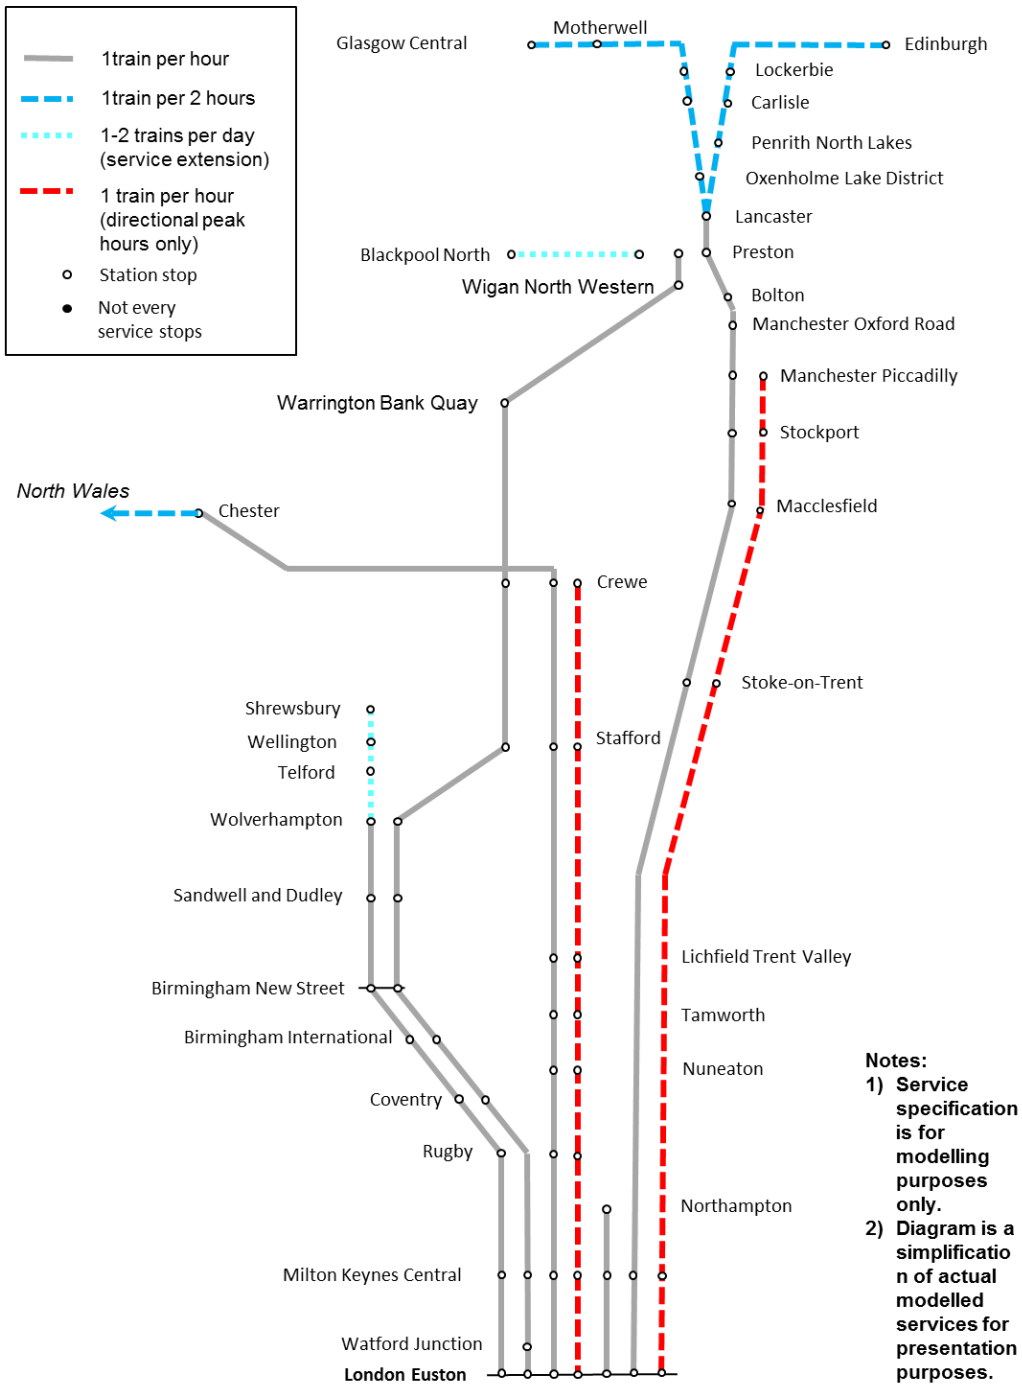 1train per hour
1train per 2 hours
1-2 trains per day
(service extension)
1 train per hour
(directional peak
hours only)
Station stop
Not every
service stops
Motherwell
Glasgow Central
Edinburgh
Lockerbie
Carlisle
Penrith North Lakes
Oxenholme Lake District
Lancaster
Blackpool North
Preston
Wigan North Western
Bolton
Manchester Oxford Road
Manchester Piccadilly
Warrington Bank Quay
Stockport
North Wales
Chester
Macclesfield
Crewe
Stoke-on-Trent
Shrewsbury
Wellington
Stafford
Telford
Wolverhampton
Sandwell and Dudley
Lichfield Trent Valley
Birmingham New Street
Tamworth
Birmingham International
Nuneaton
Coventry
Rugby
Northampton
Milton Keynes Central
Watford Junction
London Euston
Notes:
1) Service
specification
is for
modelling
purposes
only.
2) Diagram is a
simplificatio
n of actual
modelled
services for
presentation
purposes.